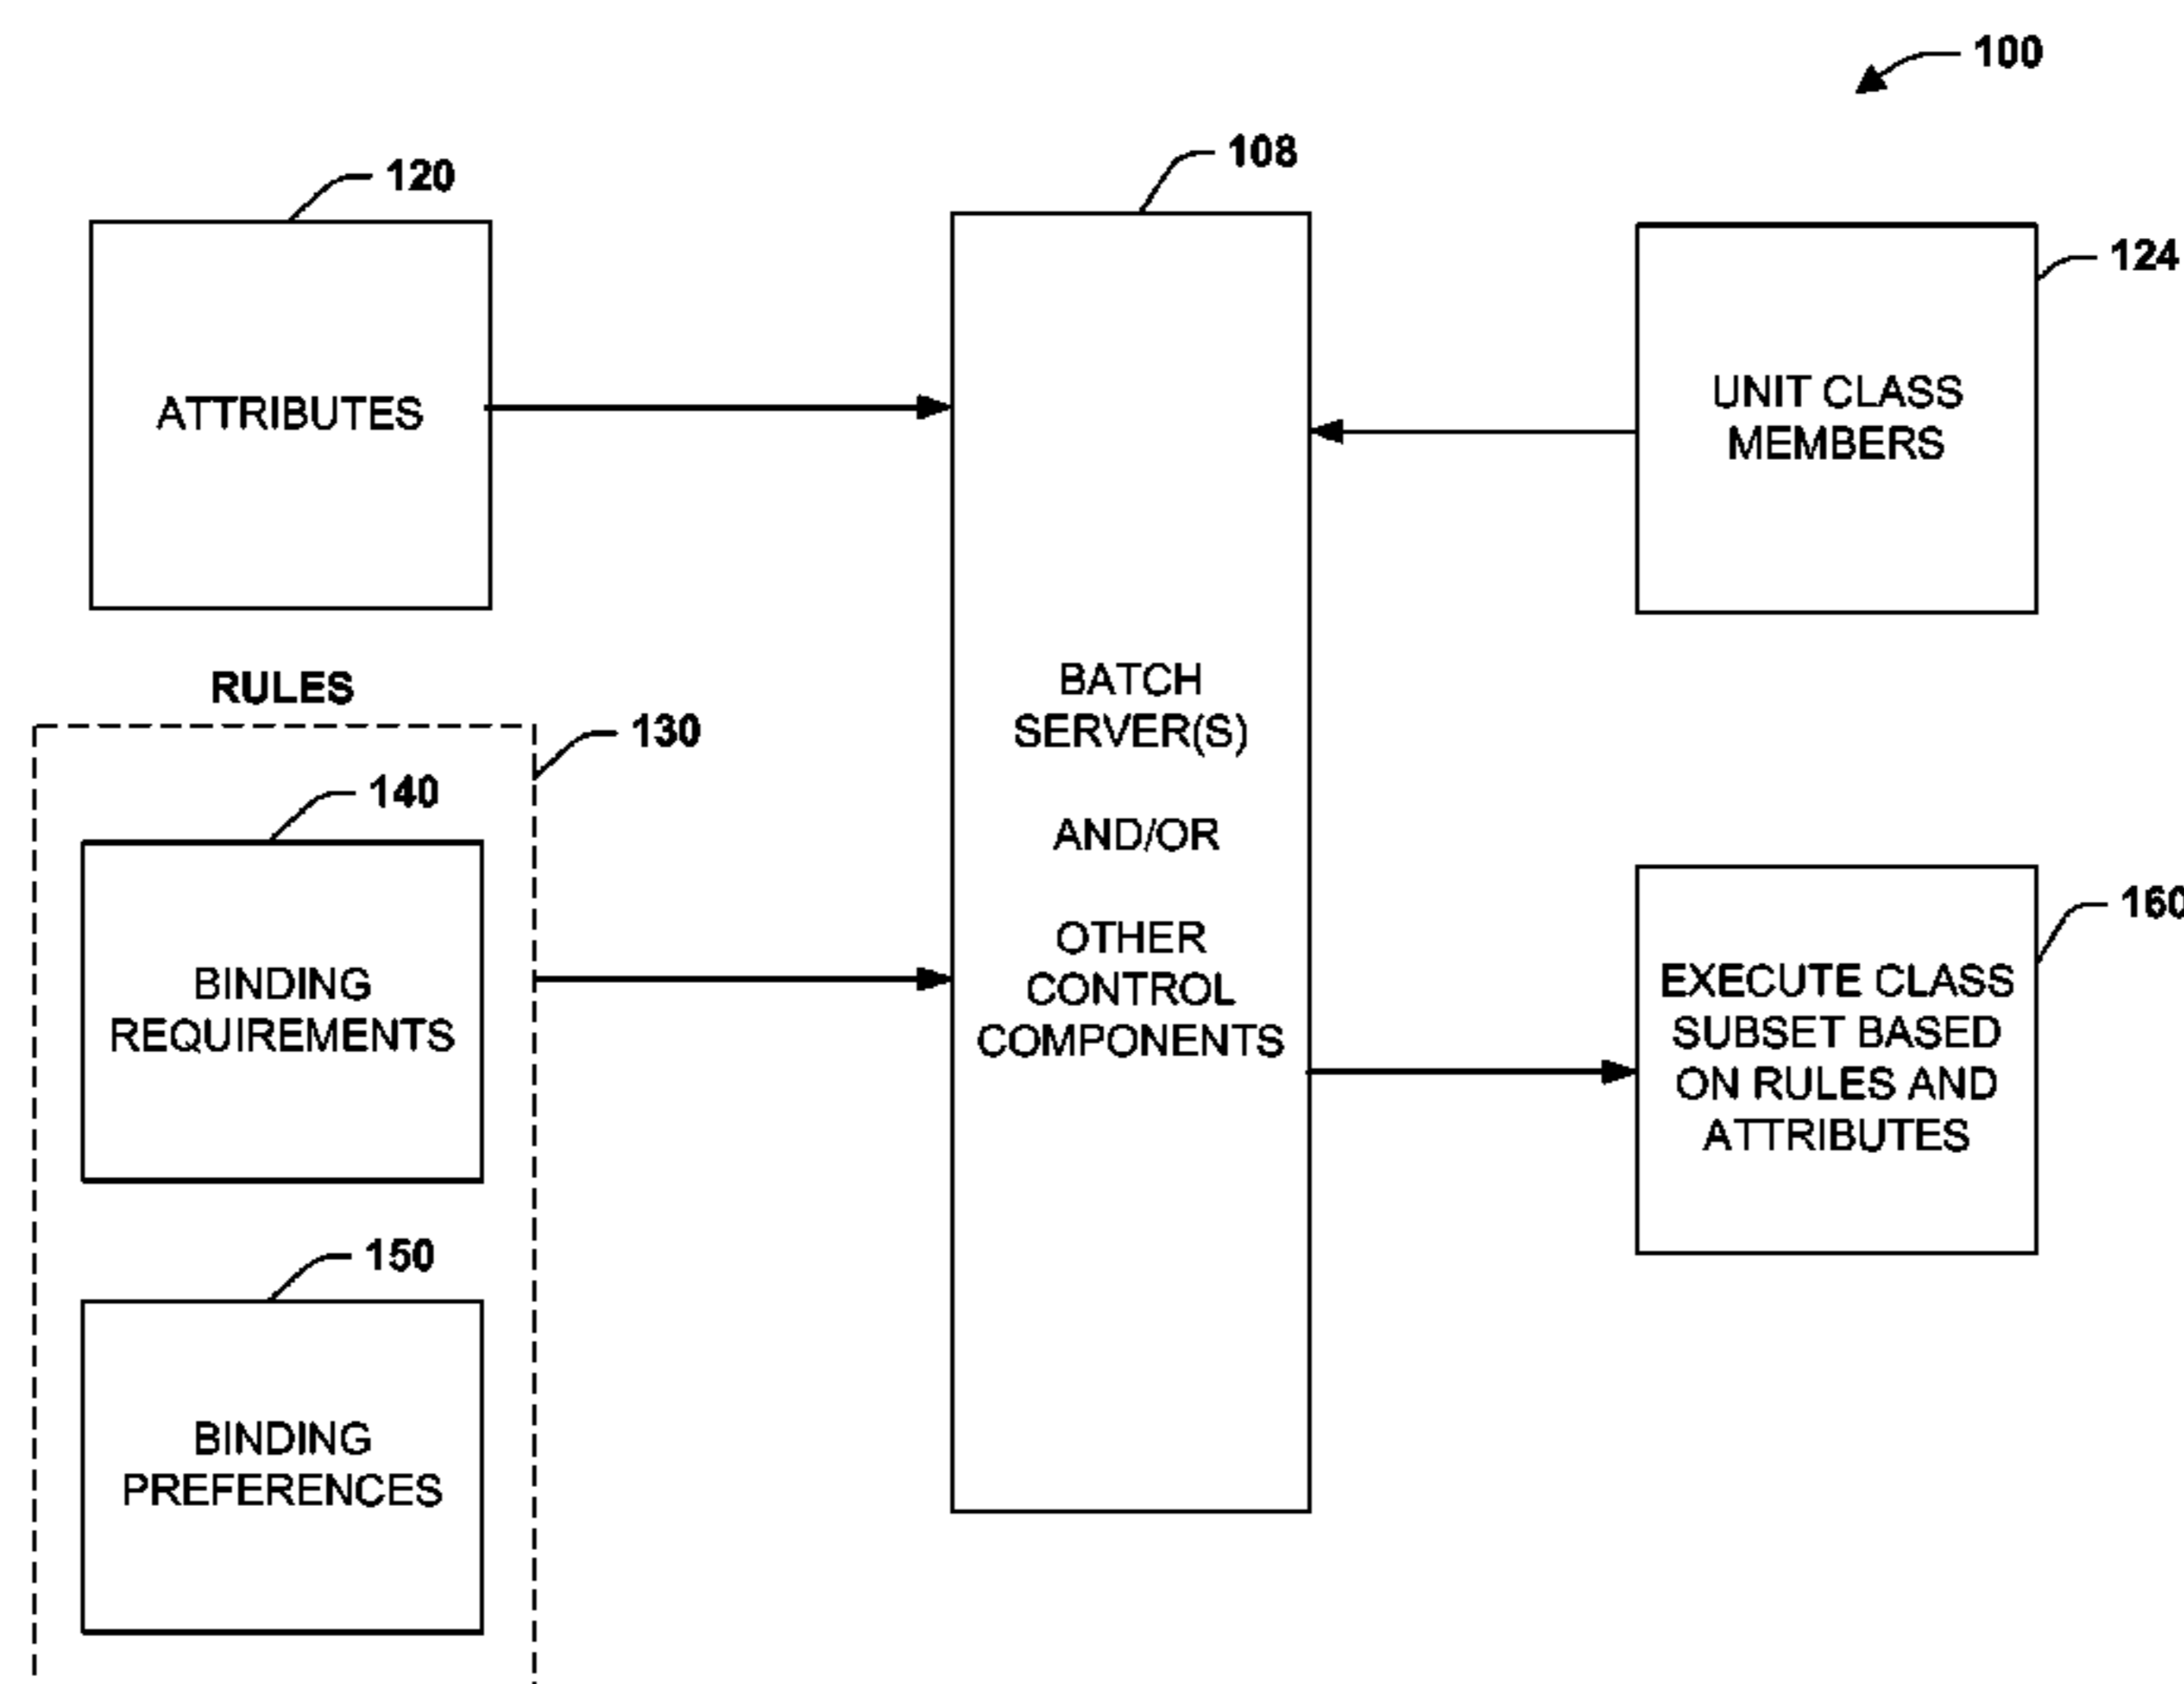 100
120
108
124
ATTRIBUTES
UNIT CLASS
MEMBERS
RULES
130
140
BINDING
REQUIREMENTS
150
BINDING
PREFERENCES
BATCH
SERVER(S)
AND/OR
OTHER
CONTROL
COMPONENTS
160
EXECUTE CLASS
SUBSET BASED
ON RULES AND
ATTRIBUTES